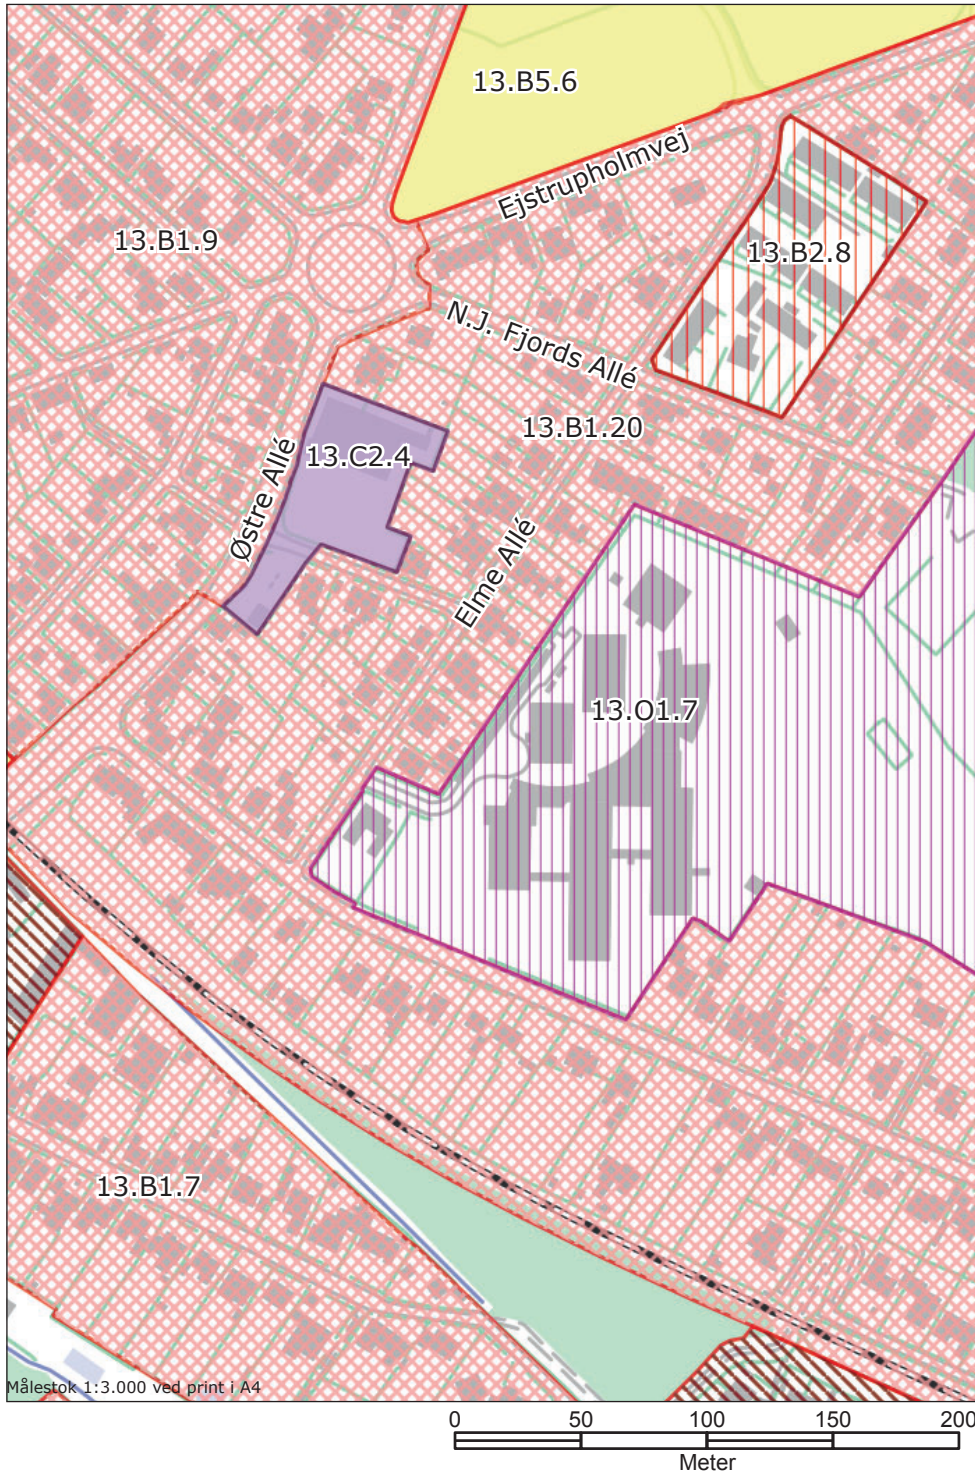 13.B5.6
Ejstrupholmvej
13.B1.9
13.B2.8
N.J. Fjords Allé
13.B1.20
Østre Allé
13.C2.4
Elme Allé
13.O1.7
13.B1.7
Målestok 1:3.000 ved print i A4
0 50 100 150 200
Meter